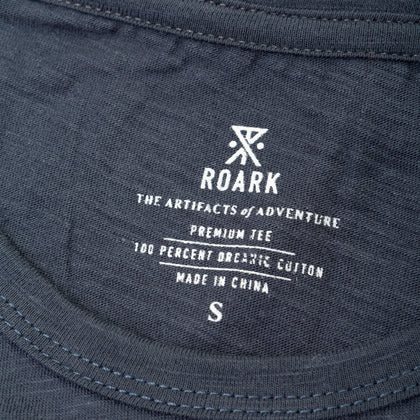 ROARK
THE ARTIFACTS of ADVENTURE
PREMIUM TEE
100 PERCENT ORGANIC COTTON
MADE IN CHINA
S